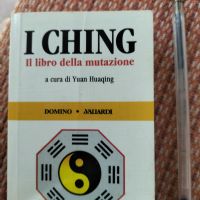 I CHING
Il libro della mutazione
a cura di Yuan Huaqing
DOMINO • VALLARDI